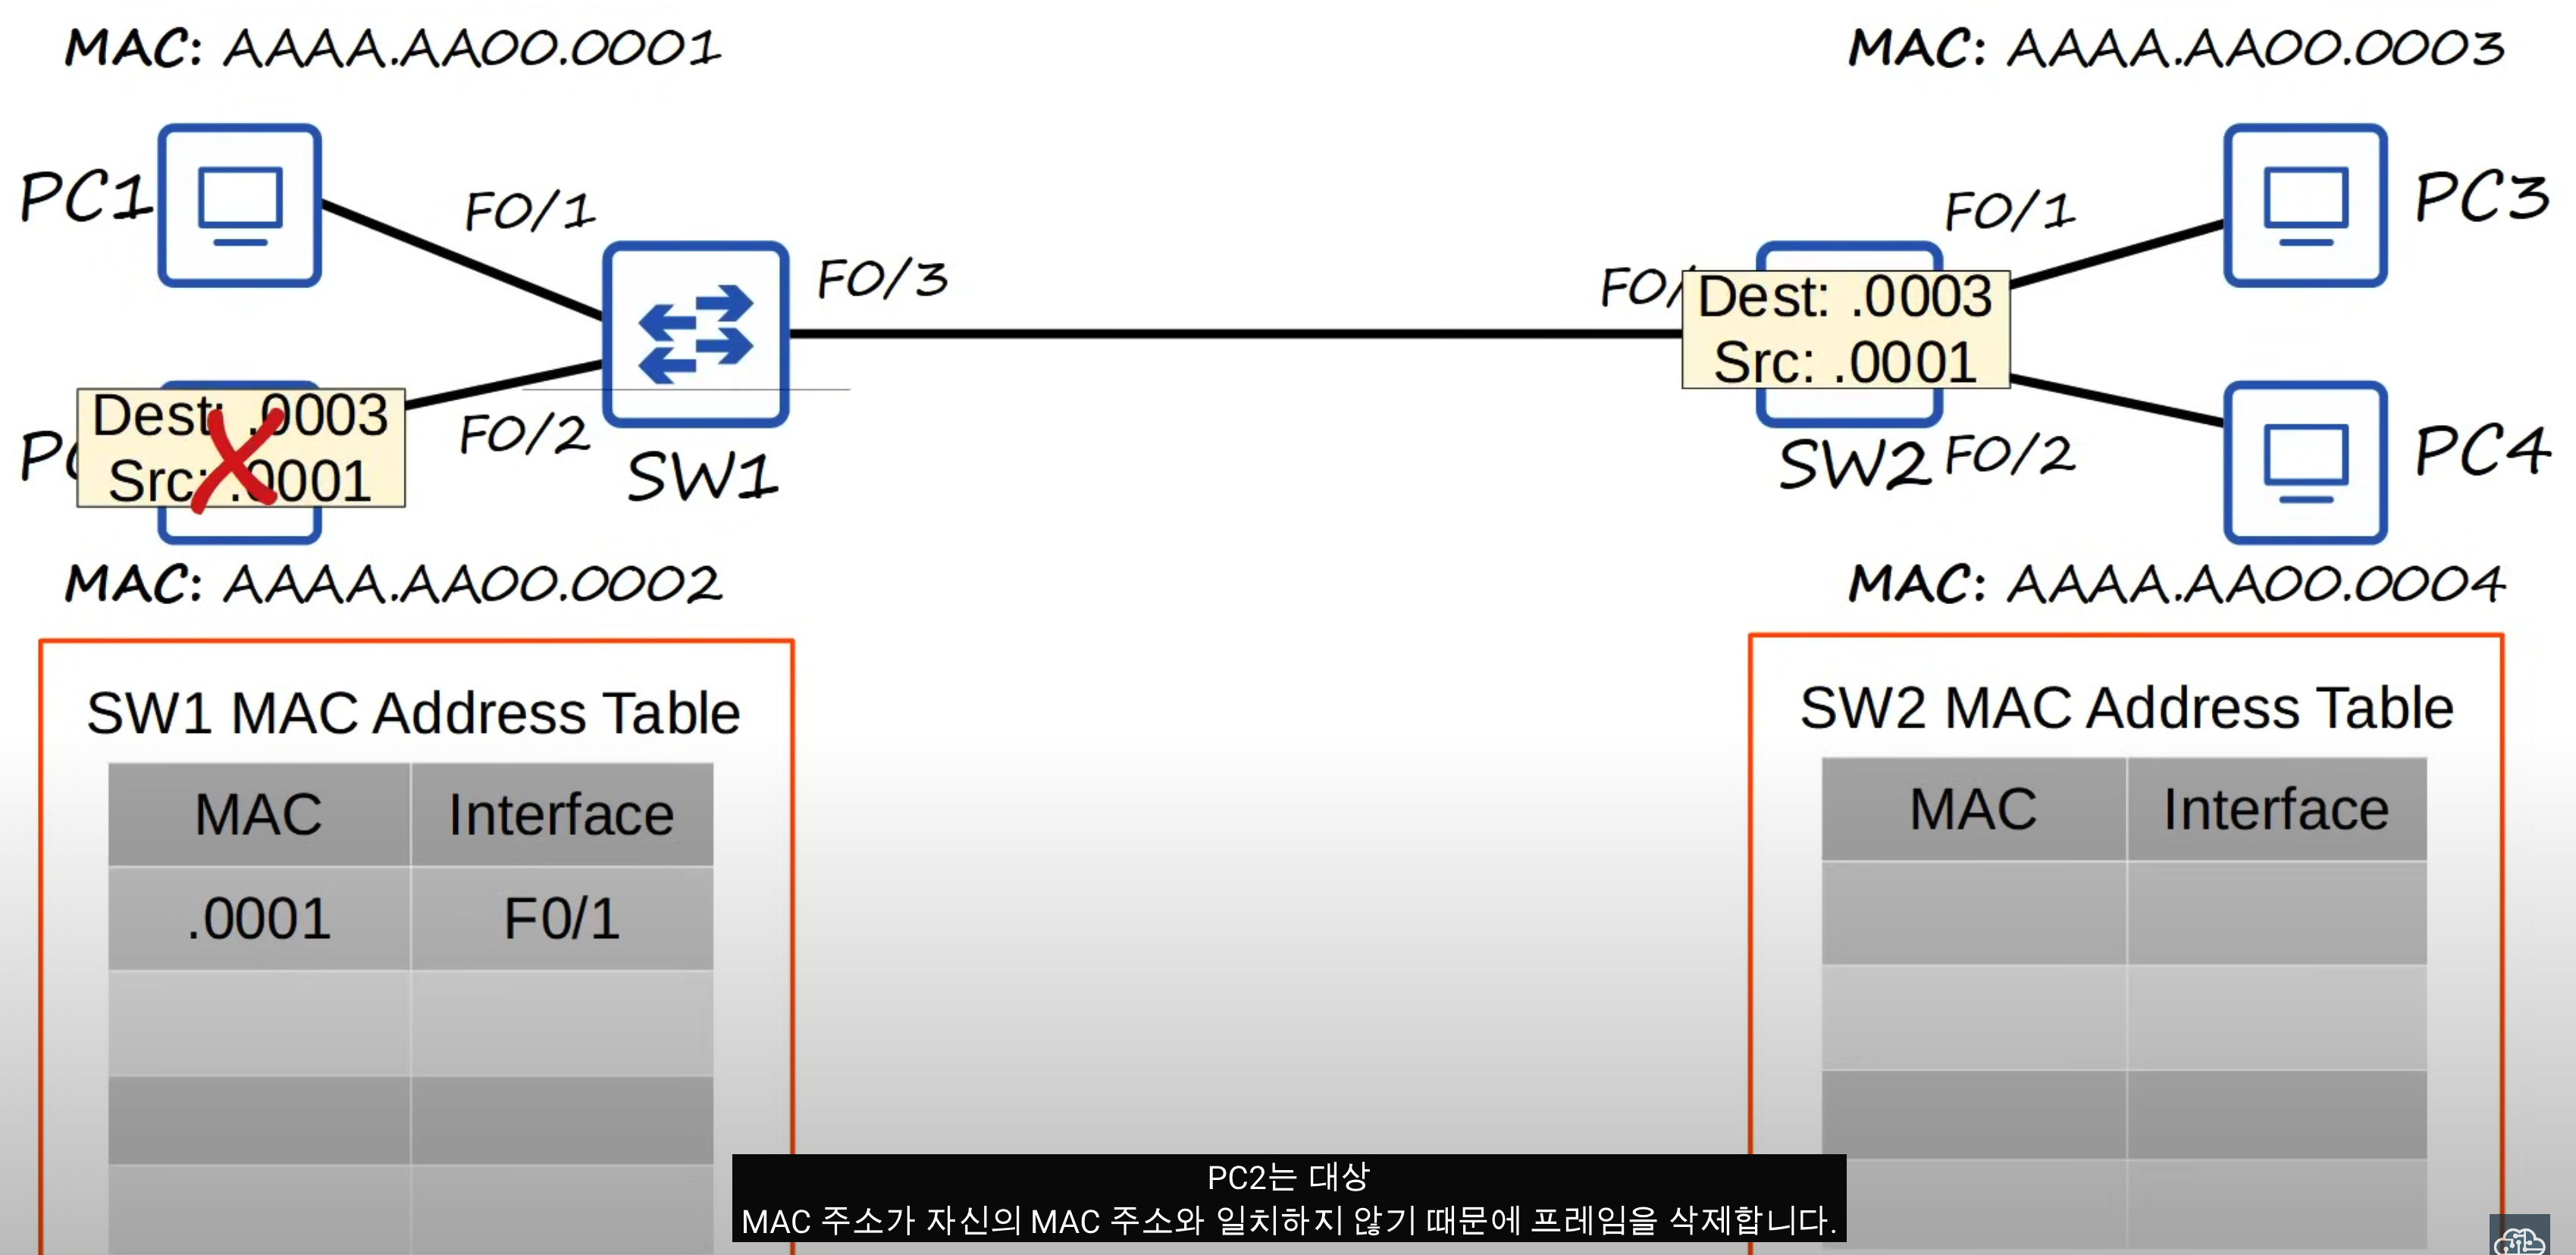 MAC: AAAA.AA00.0001
MAC: AAAA.AA00.0003
PC1
F0/1
F0/3
F0/1
PC3
Dest: .0003
Src: .0001
Dest: .0003
Src: .0001
F0/2
SW1
SW2
F0/2
PC4
MAC: AAAA.AA00.0002
MAC: AAAA.AA00.0004
SW1 MAC Address Table
MAC Interface
.0001 F0/1
SW2 MAC Address Table
MAC Interface
PC2는 대상
MAC 주소가 자신의 MAC 주소와 일치하지 않기 때문에 프레임을 삭제합니다.